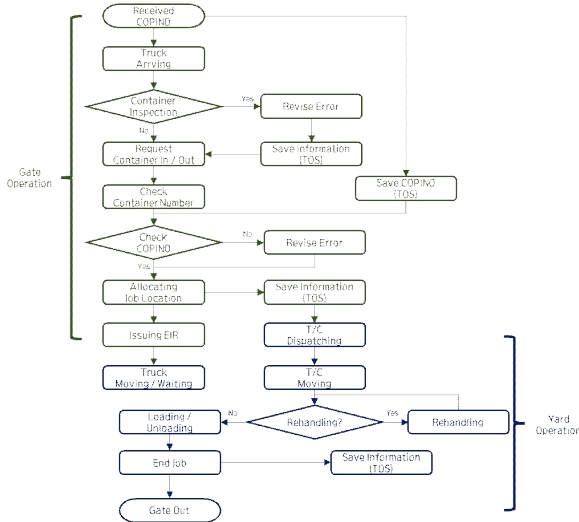 Received
COPINO
Truck
Arriving
Container
Inspection
Yes
Revise Error
No
Request
Container In / Out
Save Information
(TOS)
Gate
Operation
Save COPINO
(TOS)
Check
Container Number
Check
COPINO
No
Revise Error
Yes
Allocating
Job Location
Save Information
(TOS)
Issuing EIR
T/C
Dispatching
Truck
Moving / Waiting
T/C
Moving
Loading /
Unloading
No
Rehandling?
Yes
Rehandling
Yard
Operation
End Job
Save Information
(TOS)
Gate Out